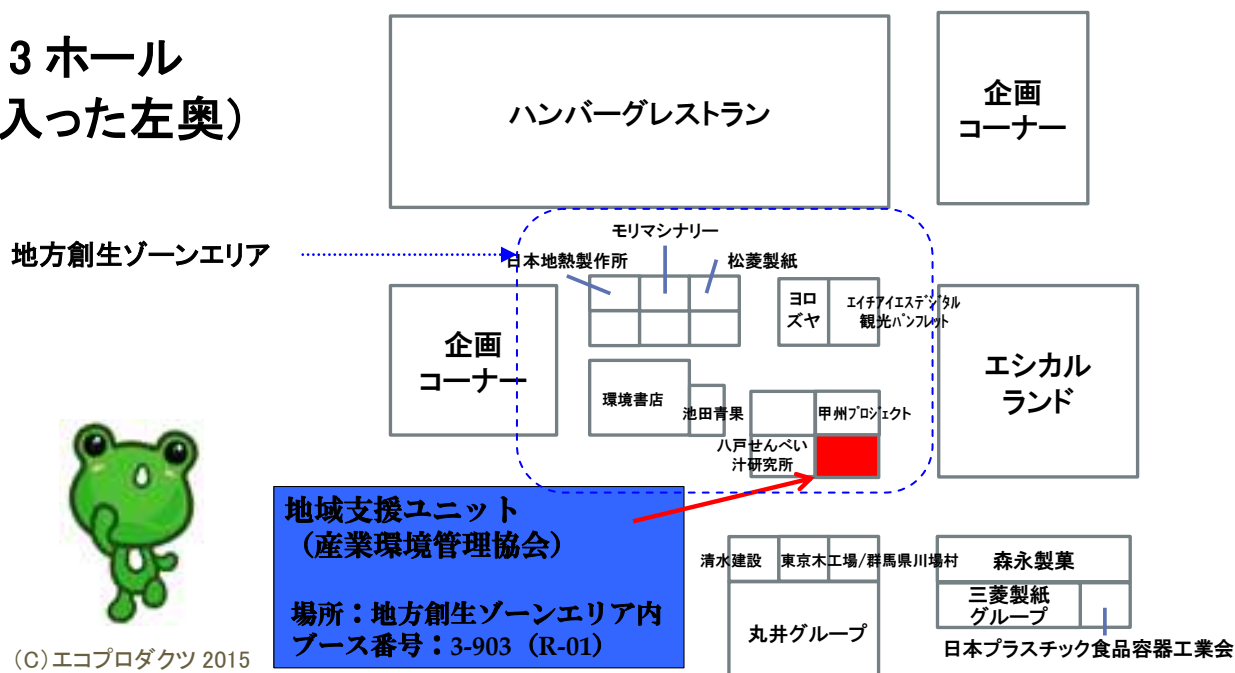 3 ホール
入った左奥）
ハンバーグレストラン
企画
コーナー
地方創生ゾーンエリア
モリマシナリー
日本地熱製作所
松菱製紙
ヨロ
ズヤ
エイチアイエスデジタル
観光パンフレット
企画
コーナー
エシカル
ランド
環境書店
池田青果
甲州プロジェクト
八戸せんべい
汁研究所
地域支援ユニット
（産業環境管理協会）
場所：地方創生ゾーンエリア内
ブース番号：3-903（R-01）
清水建設
東京木工場/群馬県川場村
森永製菓
三菱製紙
グループ
丸井グループ
日本プラスチック食品容器工業会
(C)エコプロダクツ 2015